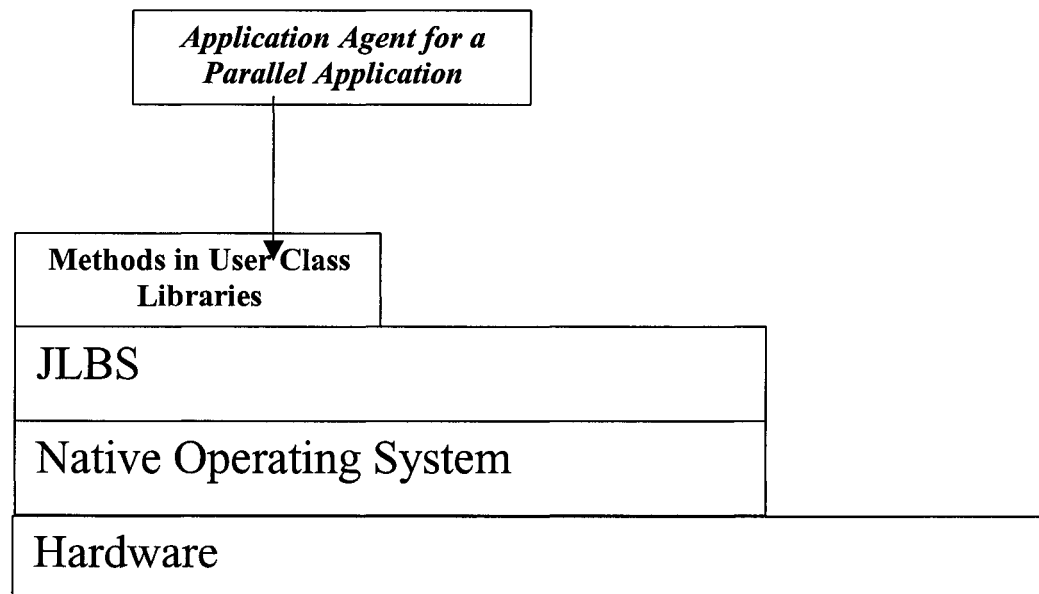 Application Agent for a
Parallel Application
Methods in User Class
Libraries
JLBS
Native Operating System
Hardware